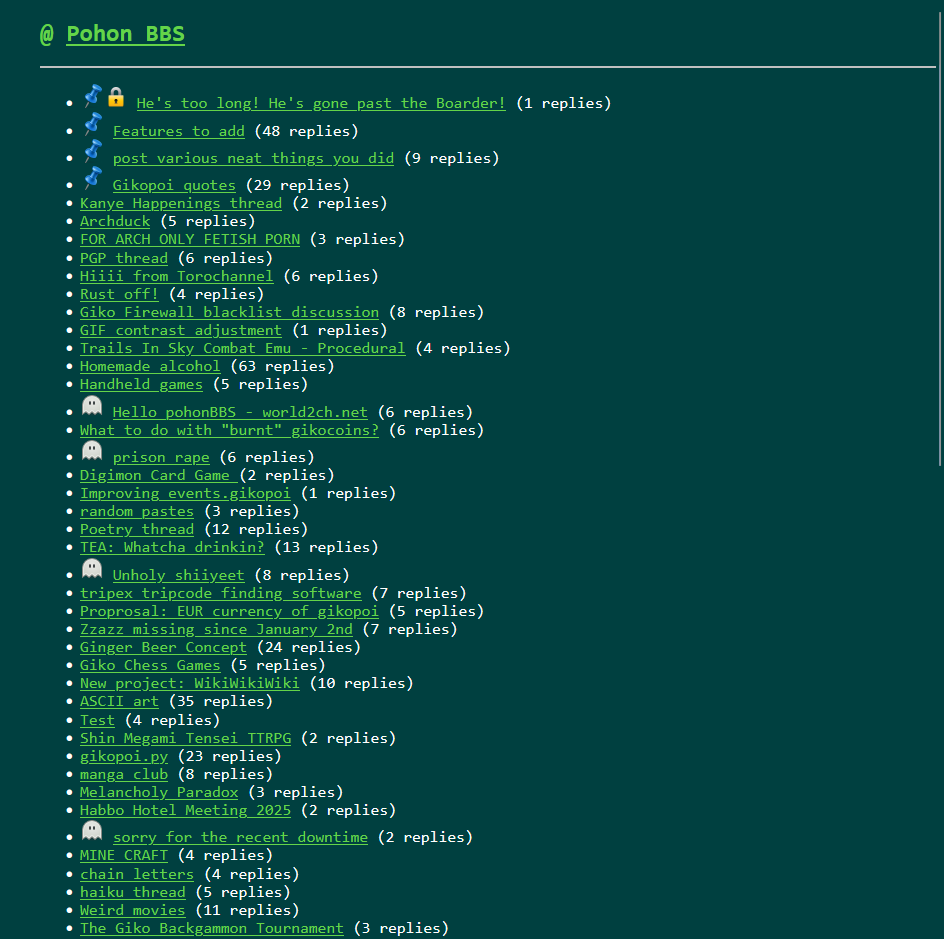 @ Pohon BBS
He's too long! He's gone past the Boarder! (1 replies)
Features to add (48 replies)
post various neat things you did (9 replies)
Gikopoi quotes (29 replies)
Kanye Happenings thread (2 replies)
Archduck (5 replies)
FOR ARCH ONLY FETISH PORN (3 replies)
PGP thread (6 replies)
Hiiii from Torochannel (6 replies)
Rust off! (4 replies)
Giko Firewall blacklist discussion (8 replies)
GIF contrast adjustment (1 replies)
Trails In Sky Combat Emu - Procedural (4 replies)
Homemade alcohol (63 replies)
Handheld games (5 replies)
Hello pohonBBS - world2ch.net (6 replies)
What to do with "burnt" gikocoins? (6 replies)
prison rape (6 replies)
Digimon Card Game (2 replies)
Improving events.gikopoi (1 replies)
random pastes (3 replies)
Poetry thread (12 replies)
TEA: Whatcha drinkin? (13 replies)
Unholy shiiyeet (8 replies)
tripex tripcode finding software (7 replies)
Proprosal: EUR currency of gikopoi (5 replies)
Zzazz missing since January 2nd (7 replies)
Ginger Beer Concept (24 replies)
Giko Chess Games (5 replies)
New project: WikiWikiWiki (10 replies)
ASCII art (35 replies)
Test (4 replies)
Shin Megami Tensei TTRPG (2 replies)
gikopoi.py (23 replies)
manga club (8 replies)
Melancholy Paradox (3 replies)
Habbo Hotel Meeting 2025 (2 replies)
sorry for the recent downtime (2 replies)
MINE CRAFT (4 replies)
chain letters (4 replies)
haiku thread (5 replies)
Weird movies (11 replies)
The Giko Backgammon Tournament (3 replies)